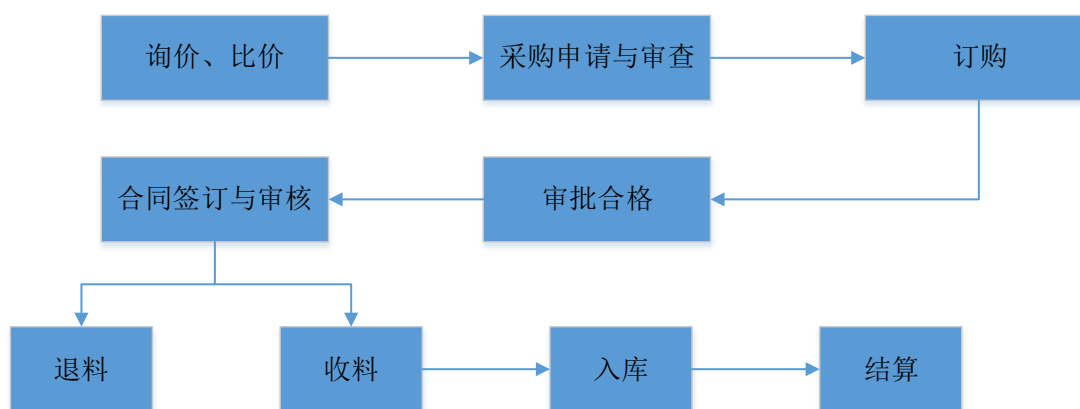 询价、比价
采购申请与审查
订购
合同签订与审核
审批合格
退料
收料
入库
结算